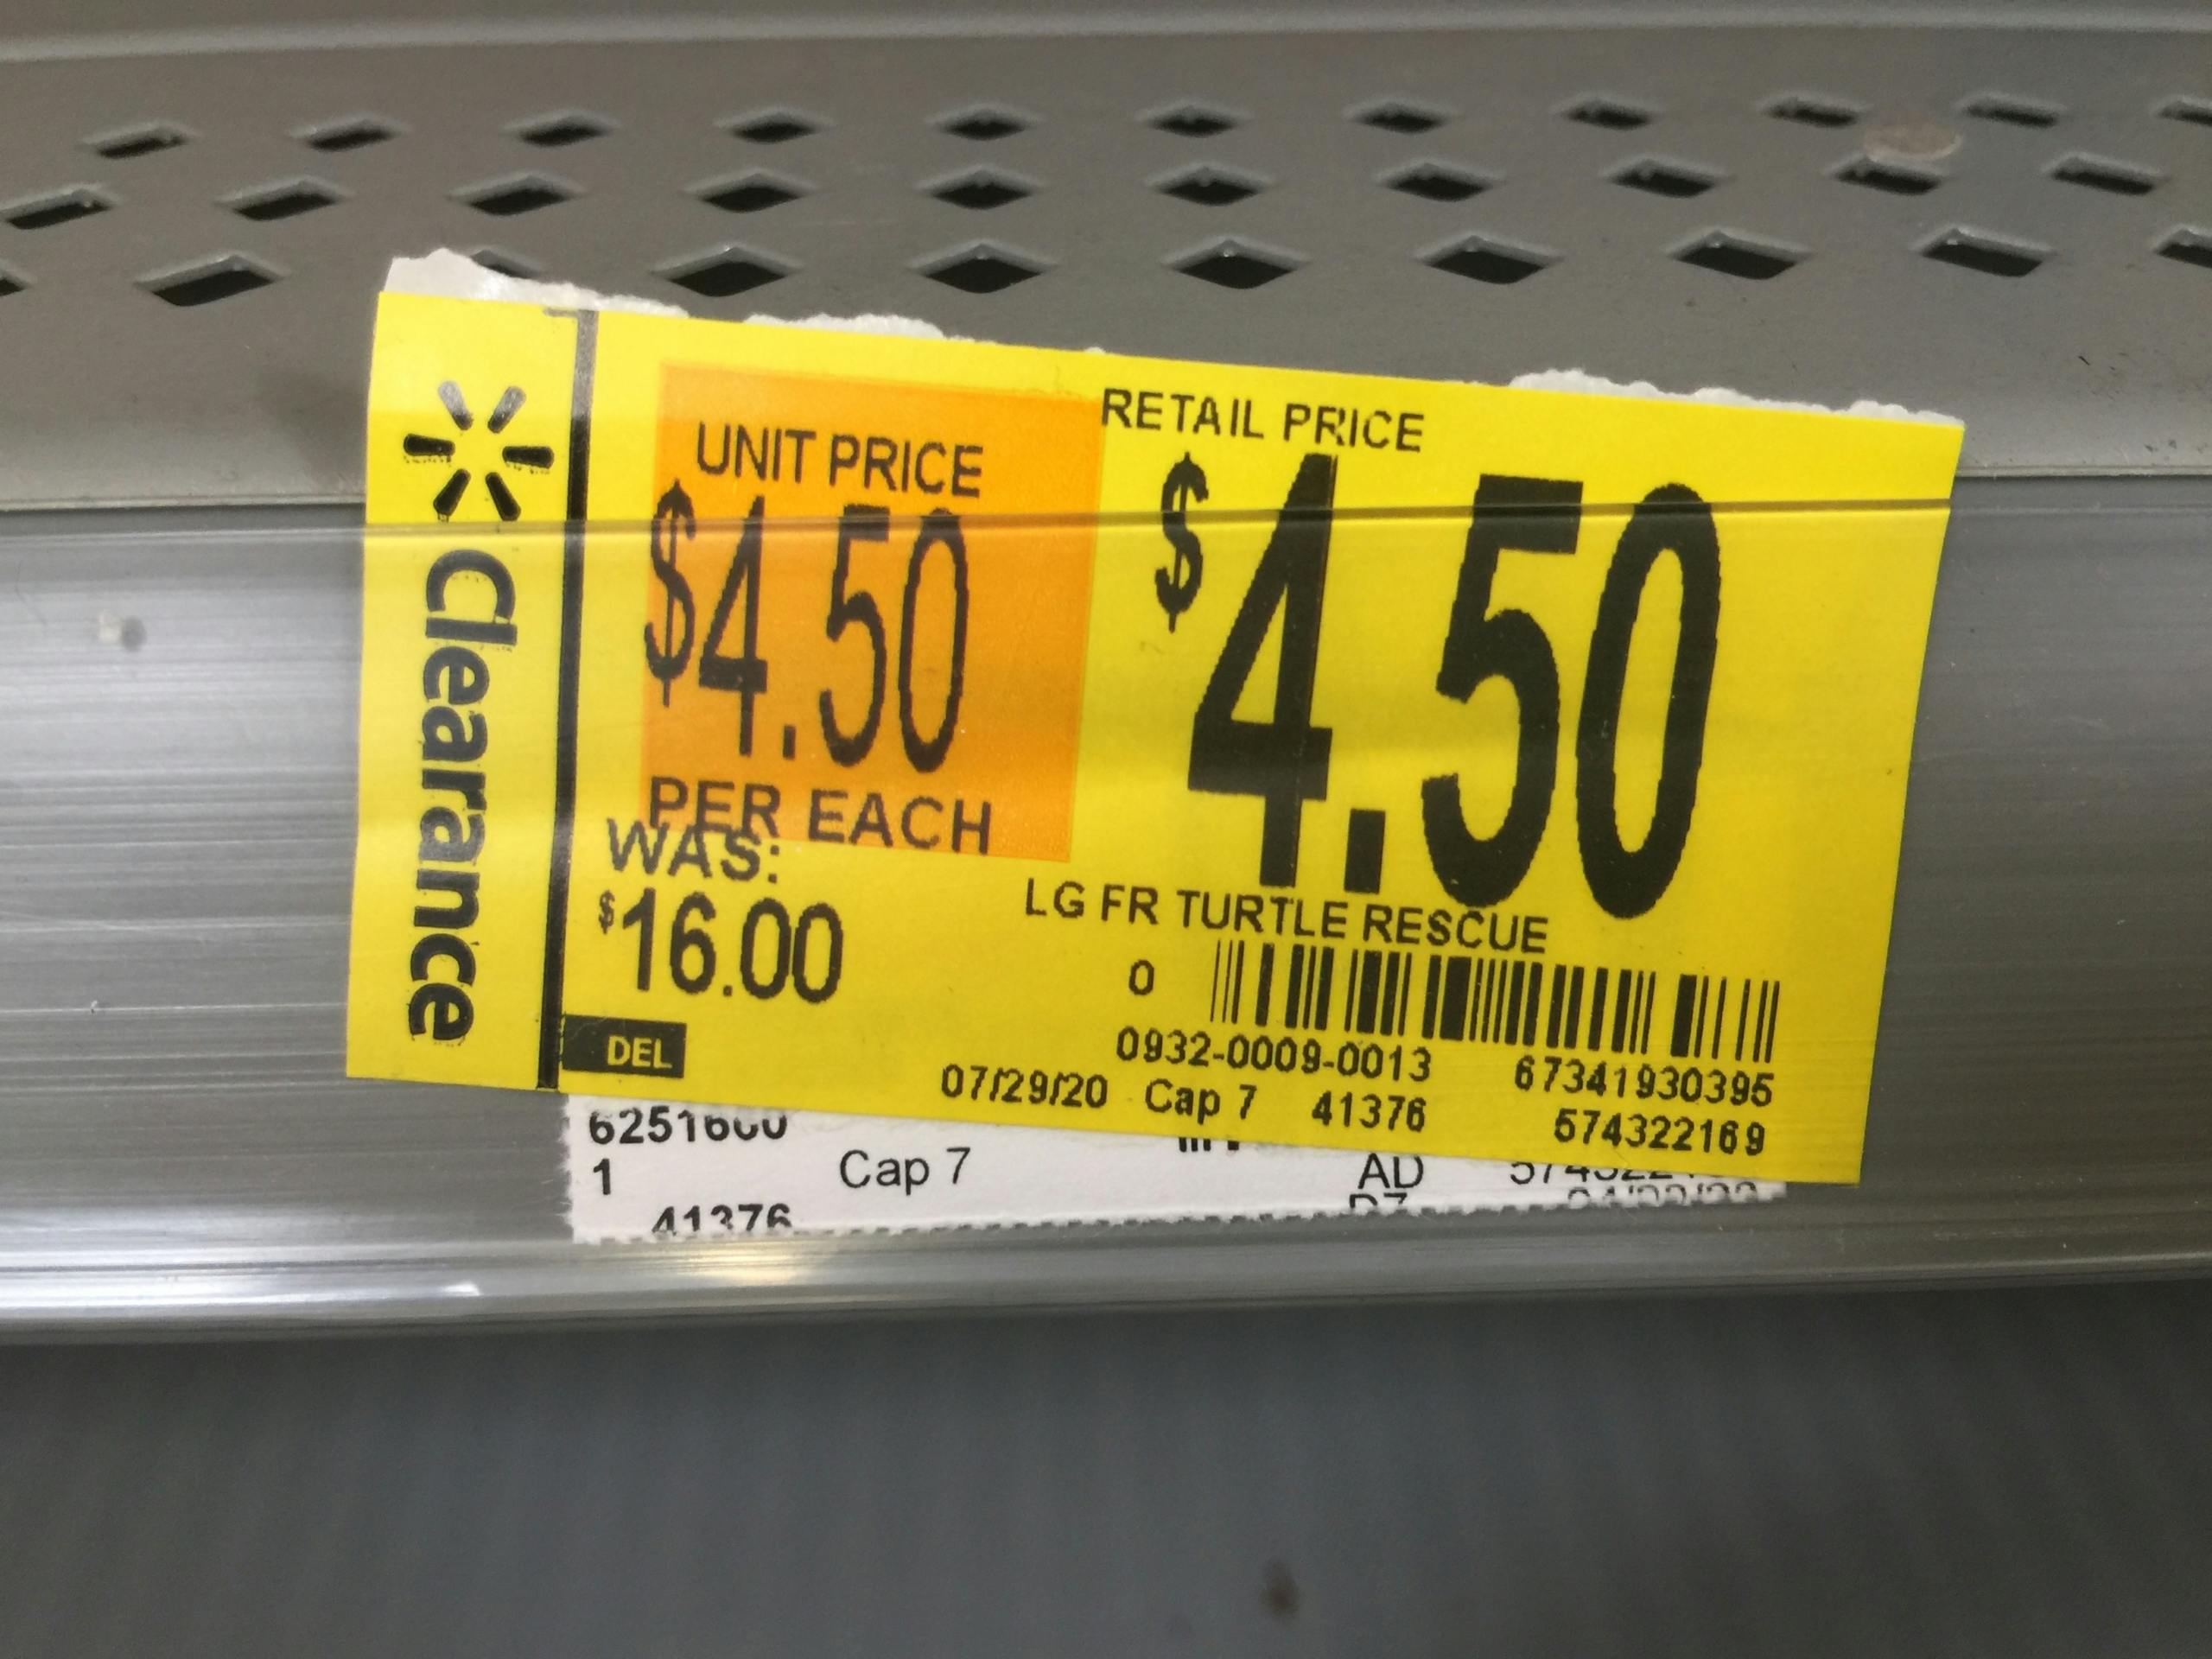 Clearance
UNIT PRICE
$4.50
PER EACH
WAS:
$16.00
DEL
RETAIL PRICE
$4.50
LG FR TURTLE RESCUE
0
0932-0009-0013 67341930395
07/29/20 Cap 7 41376 574322169
1 Cap 7 AD
41376